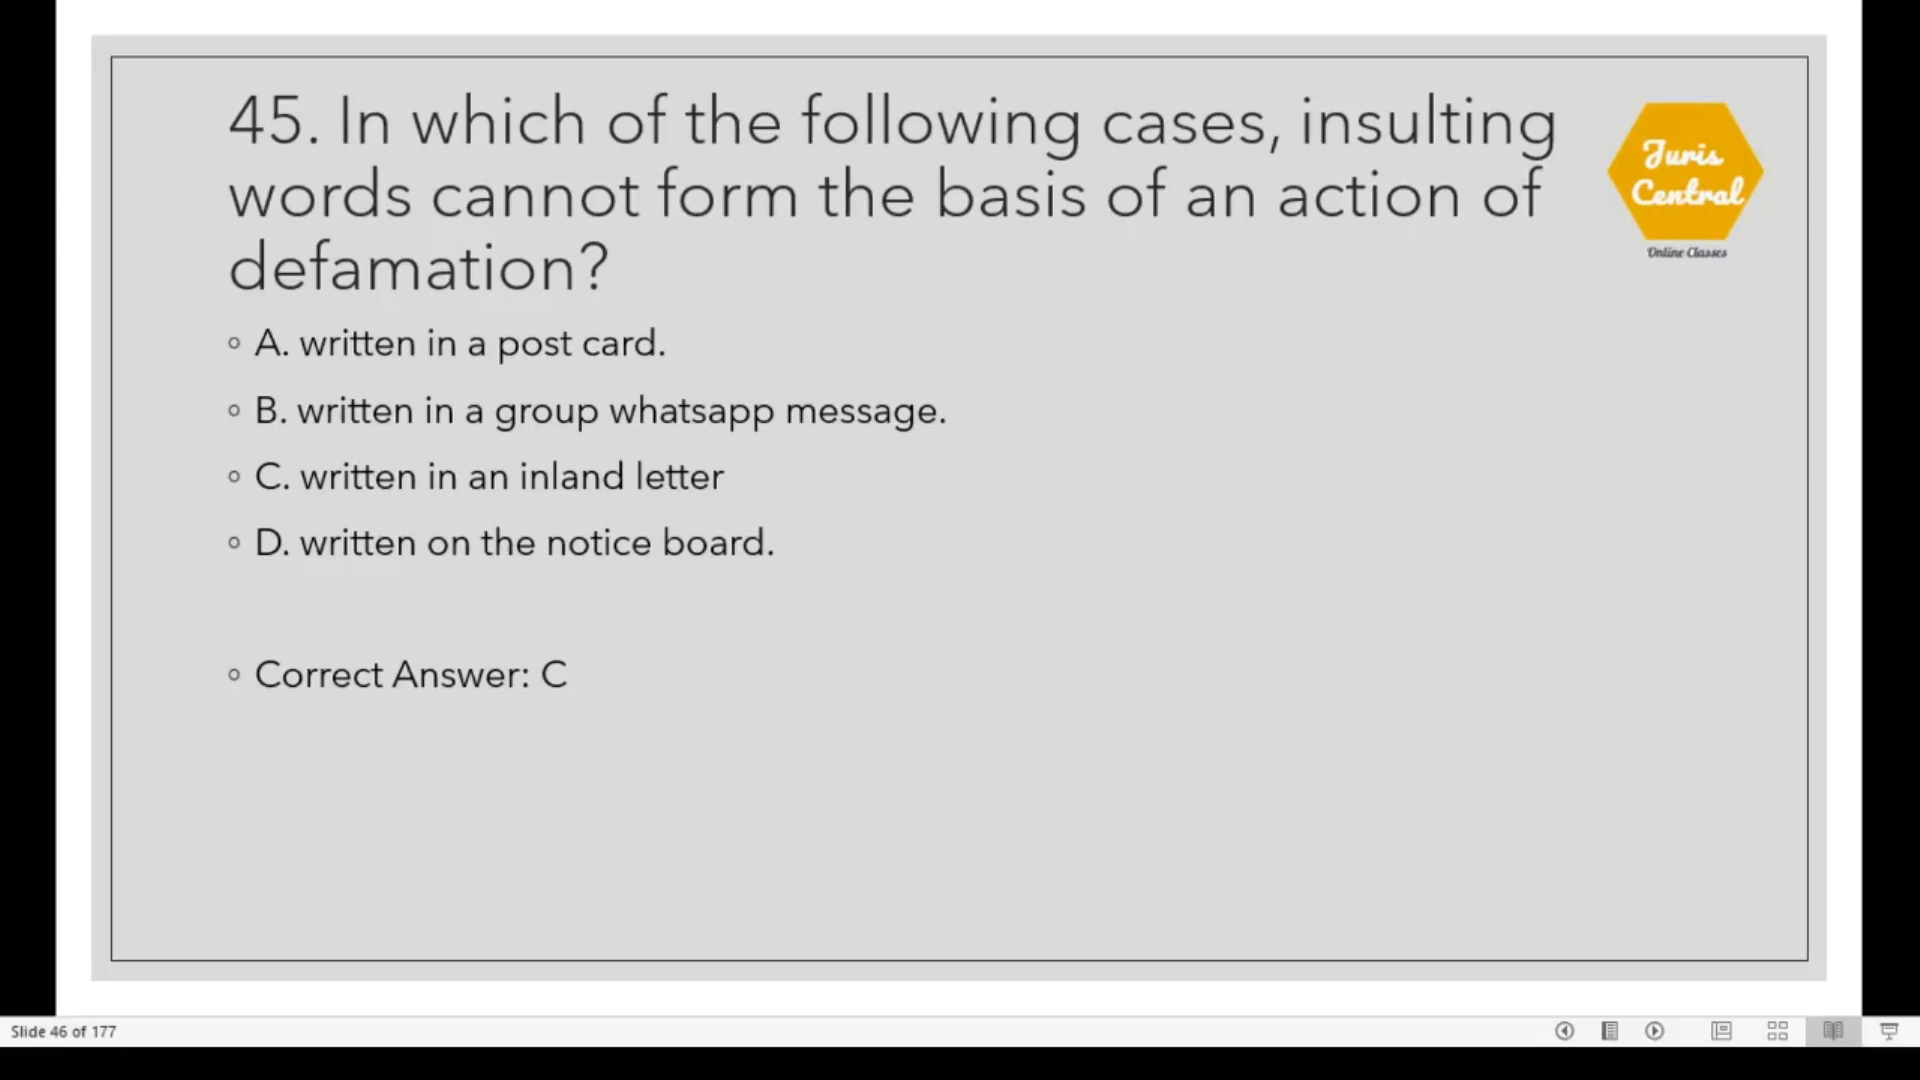 45. In which of the following cases, insulting
words cannot form the basis of an action of
defamation?
Juris
Central
Online Classes
A. written in a post card.
B. written in a group whatsapp message.
C. written in an inland letter
D. written on the notice board.
Correct Answer: C
Slide 46 of 177